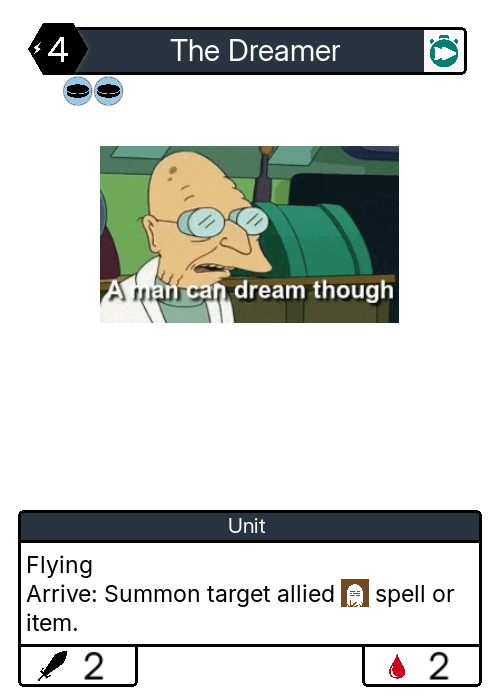 4
The Dreamer
A man can dream though
Unit
Flying
Arrive: Summon target allied spell or
item.
2
2